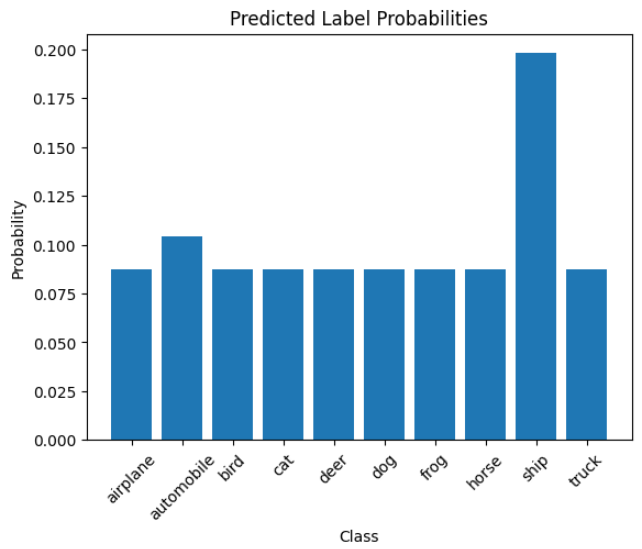 Predicted Label Probabilities
Probability
0.200
0.175
0.150
0.125
0.100
0.075
0.050
0.025
0.000
airplane
automobile
bird
cat
deer
dog
frog
horse
ship
truck
Class